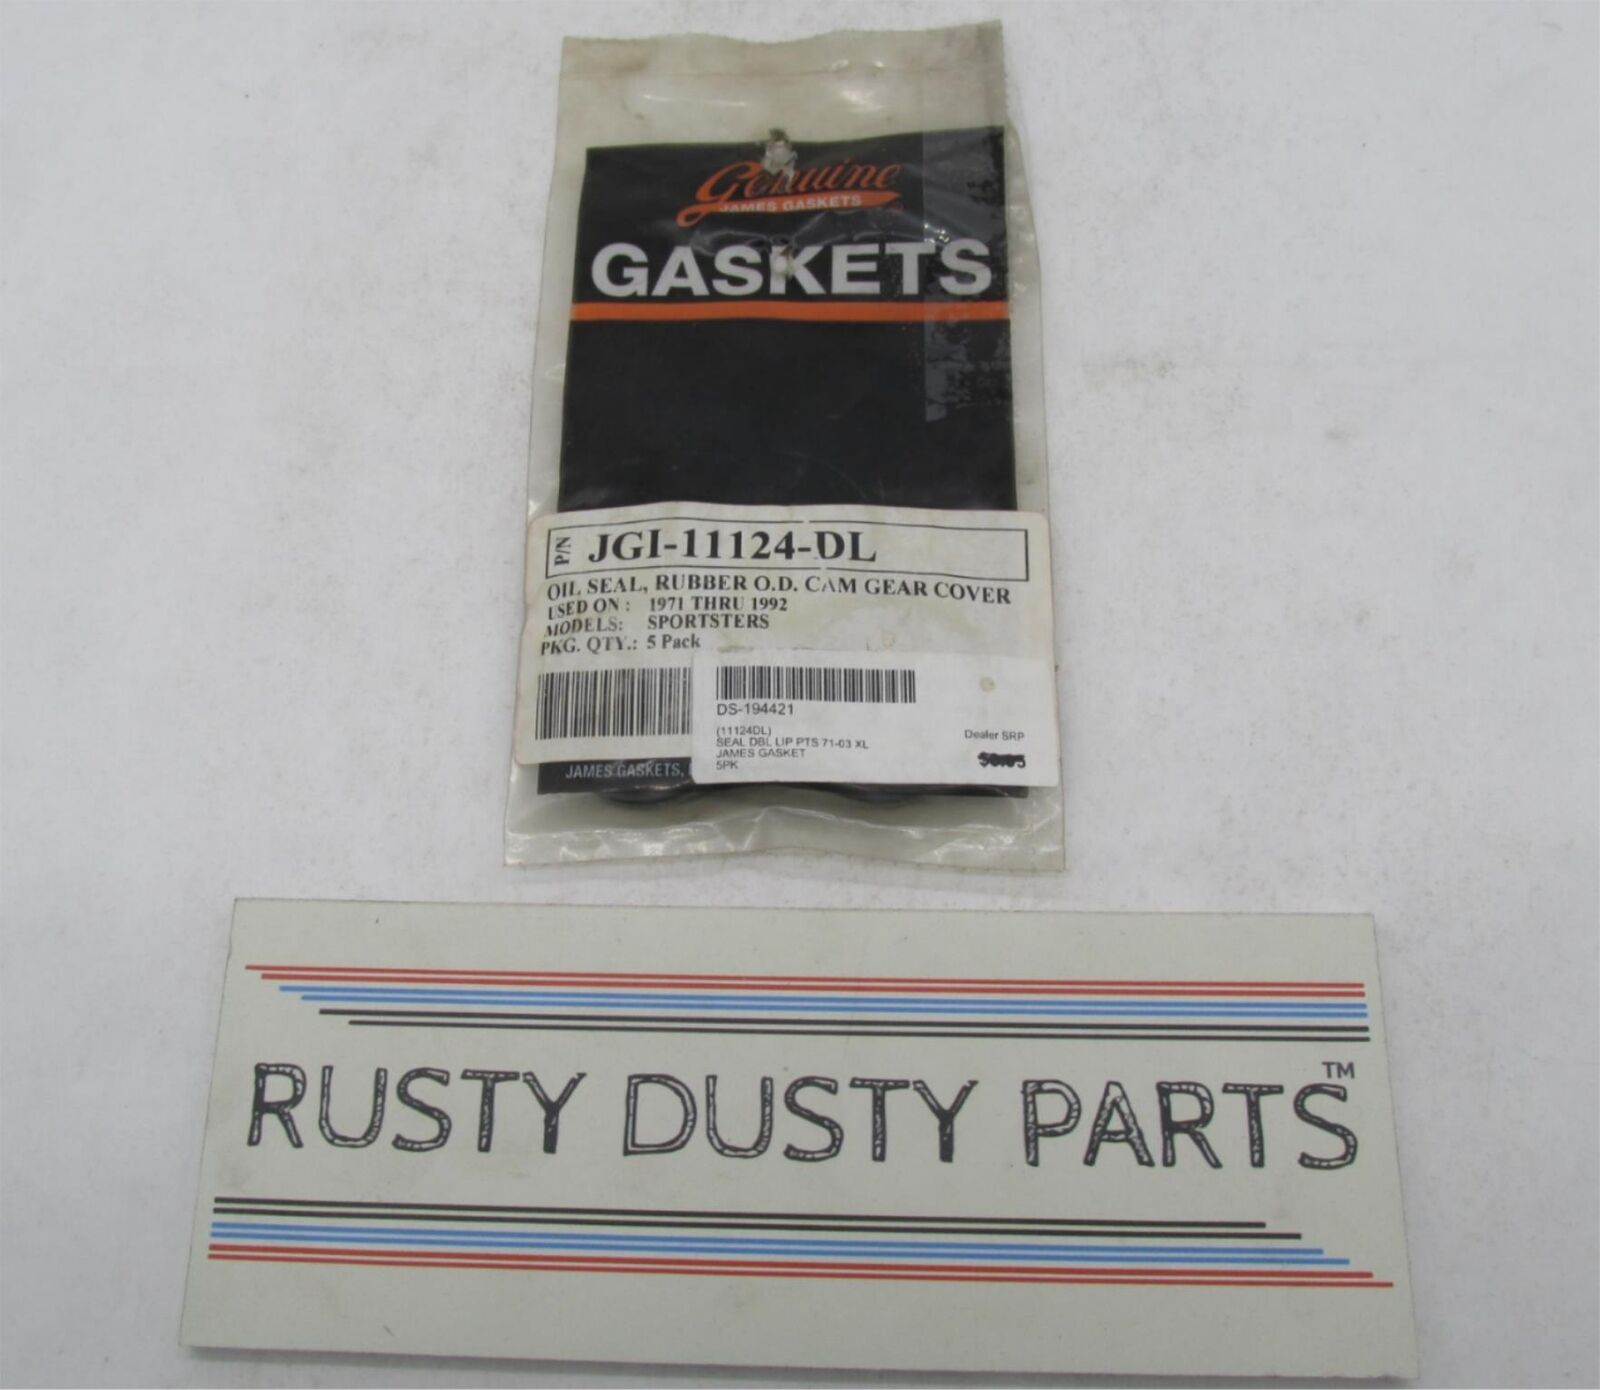 Genuine
JAMES GASKETS
GASKETS
P/N JGI-11124-DL
OIL SEAL, RUBBER O.D. CAM GEAR COVER
USED ON : 1971 THRU 1992
MODELS: SPORTSTERS
PKG. QTY.: 5 Pack
DS-194421
(11124DL)
SEAL DBL LIP PTS 71-03 XL
JAMES GASKET
5PK
Dealer SRP
JAMES GASKETS,
RUSTY DUSTY PARTS™